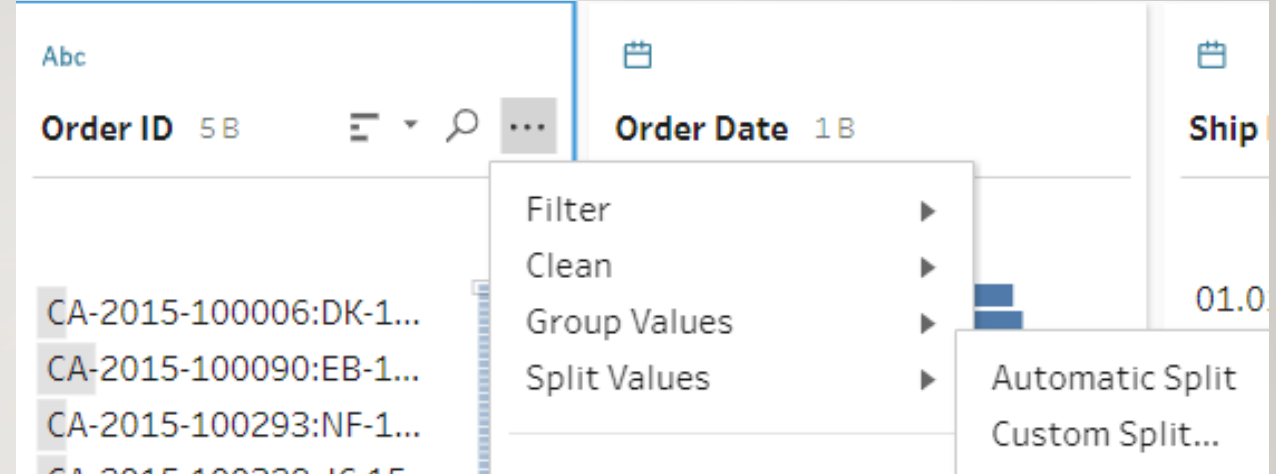 Abc
Order ID 5 B
Order Date 1 B
Ship
Filter
Clean
Group Values
Split Values
Automatic Split
Custom Split...
CA-2015-100006:DK-1...
CA-2015-100090:EB-1...
CA-2015-100293:NF-1...
01.0